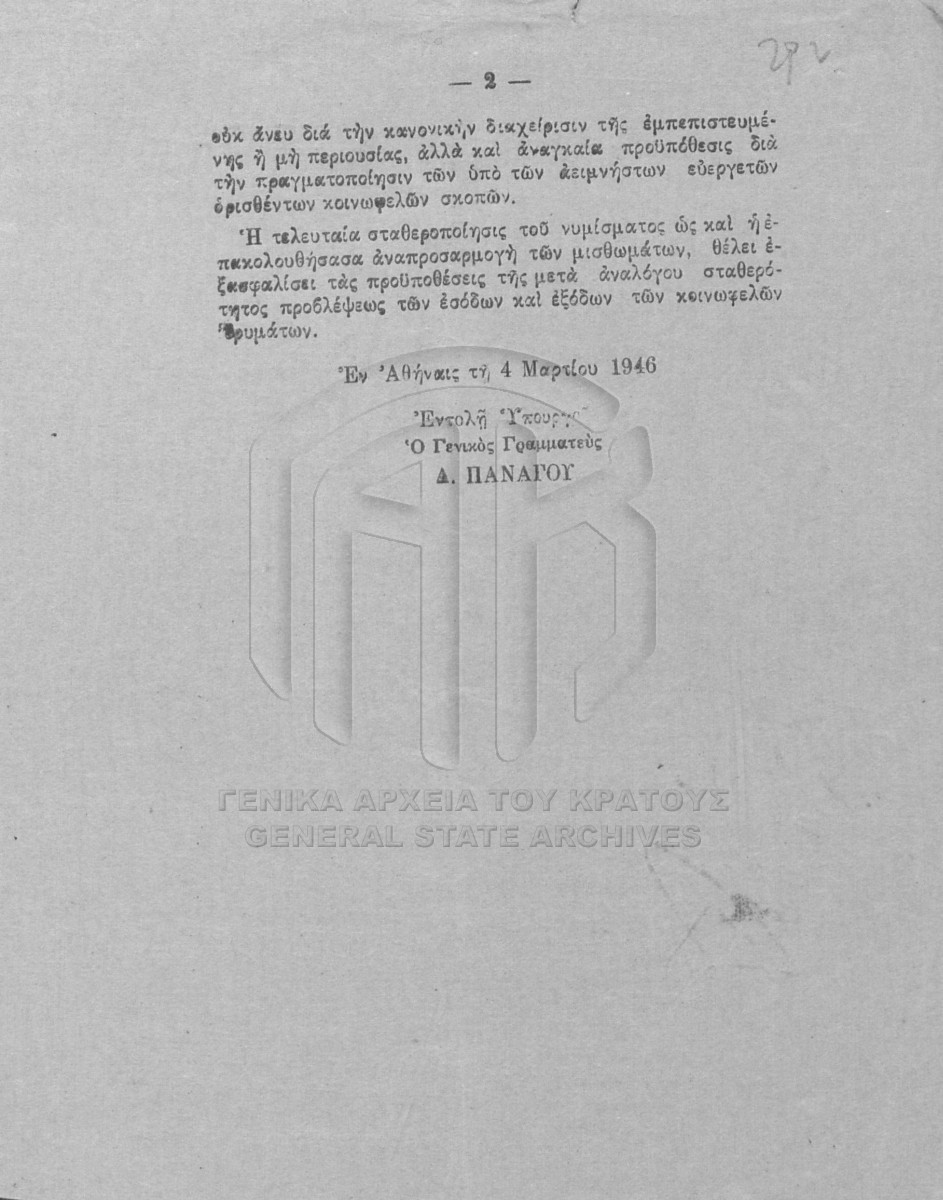 292
— 2 —
οὐκ ἄνευ διά τὴν κανονικὴν διαχείρισιν τῆς ἐμπεπιστευμέ-
νης ἢ μὴ περιουσίας, ἀλλὰ καὶ ἀναγκαία προϋπόθεσις διὰ
τὴν πραγματοποίησιν τῶν ὑπὸ τῶν ἀειμνήστων εὐεργετῶν
ὁρισθέντων κοινωφελῶν σκοπῶν.
Ἡ τελευταία σταθεροποίησις τοῦ νυμίσματος ὡς καὶ ἡ ἐ-
πακολουθήσασα ἀναπροσαρμογὴ τῶν μισθωμάτων, θέλει ἐ-
ξασφαλίσει τὰς προϋποθέσεις τῆς μετὰ ἀναλόγου σταθερό-
τητος προβλέψεως τῶν ἐσόδων καὶ ἐξόδων τῶν κοινωφελῶν
Ἱδρυμάτων.
Ἐν Ἀθήναις τῇ 4 Μαρτίου 1946
Ἐντολῇ Ὑπουργοῦ
Ὁ Γενικὸς Γραμματεὺς
Δ. ΠΑΝΑΓΟΥ
ΓΕΝΙΚΑ ΑΡΧΕΙΑ ΤΟΥ ΚΡΑΤΟΥΣ
GENERAL STATE ARCHIVES